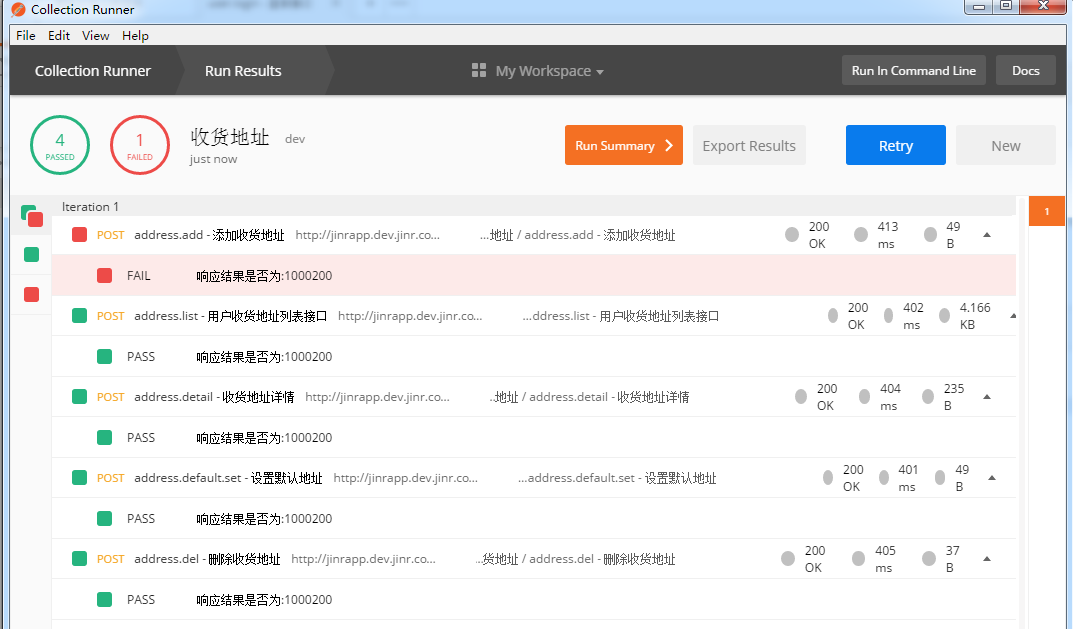 Collection Runner
File Edit View Help
Collection Runner Run Results My Workspace Run In Command Line Docs
4 PASSED 1 FAILED 收货地址 dev Run Summary Export Results Retry New
just now
Iteration 1 1
POST address.add - 添加收货地址 http://jinrapp.dev.jinr.co... ...地址 / address.add - 添加收货地址 200 OK 413 ms 49 B
FAIL 响应结果是否为:1000200
POST address.list - 用户收货地址列表接口 http://jinrapp.dev.jinr.co... ...ddress.list - 用户收货地址列表接口 200 OK 402 ms 4.166 KB
PASS 响应结果是否为:1000200
POST address.detail - 收货地址详情 http://jinrapp.dev.jinr.co... ..地址 / address.detail - 收货地址详情 200 OK 404 ms 235 B
PASS 响应结果是否为:1000200
POST address.default.set - 设置默认地址 http://jinrapp.dev.jinr.co... ...address.default.set - 设置默认地址 200 OK 401 ms 49 B
PASS 响应结果是否为:1000200
POST address.del - 删除收货地址 http://jinrapp.dev.jinr.co... ...货地址 / address.del - 删除收货地址 200 OK 405 ms 37 B
PASS 响应结果是否为:1000200